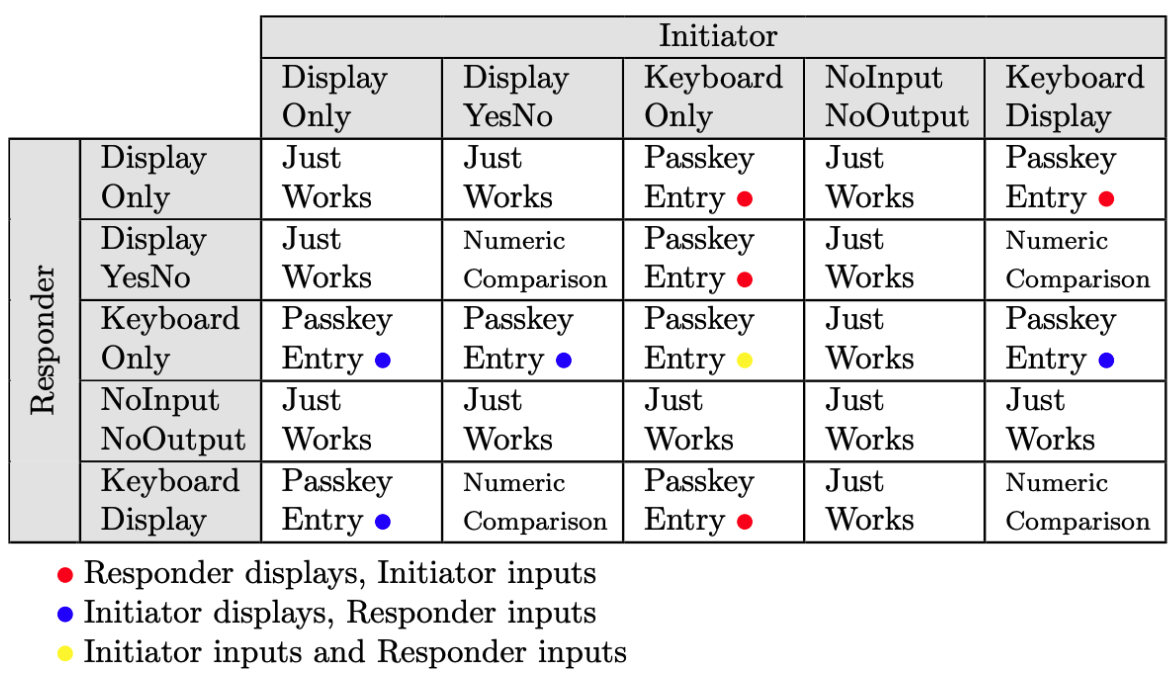 Initiator
Display Display Keyboard NoInput Keyboard
Only YesNo Only NoOutput Display
Responder
Display Just Just Passkey Just Passkey
Only Works Works Entry Works Entry
Display Just Numeric Passkey Just Numeric
YesNo Works Comparison Entry Works Comparison
Keyboard Passkey Passkey Passkey Just Passkey
Only Entry Entry Entry Works Entry
NoInput Just Just Just Just Just
NoOutput Works Works Works Works Works
Keyboard Passkey Numeric Passkey Just Numeric
Display Entry Comparison Entry Works Comparison
Responder displays, Initiator inputs
Initiator displays, Responder inputs
Initiator inputs and Responder inputs